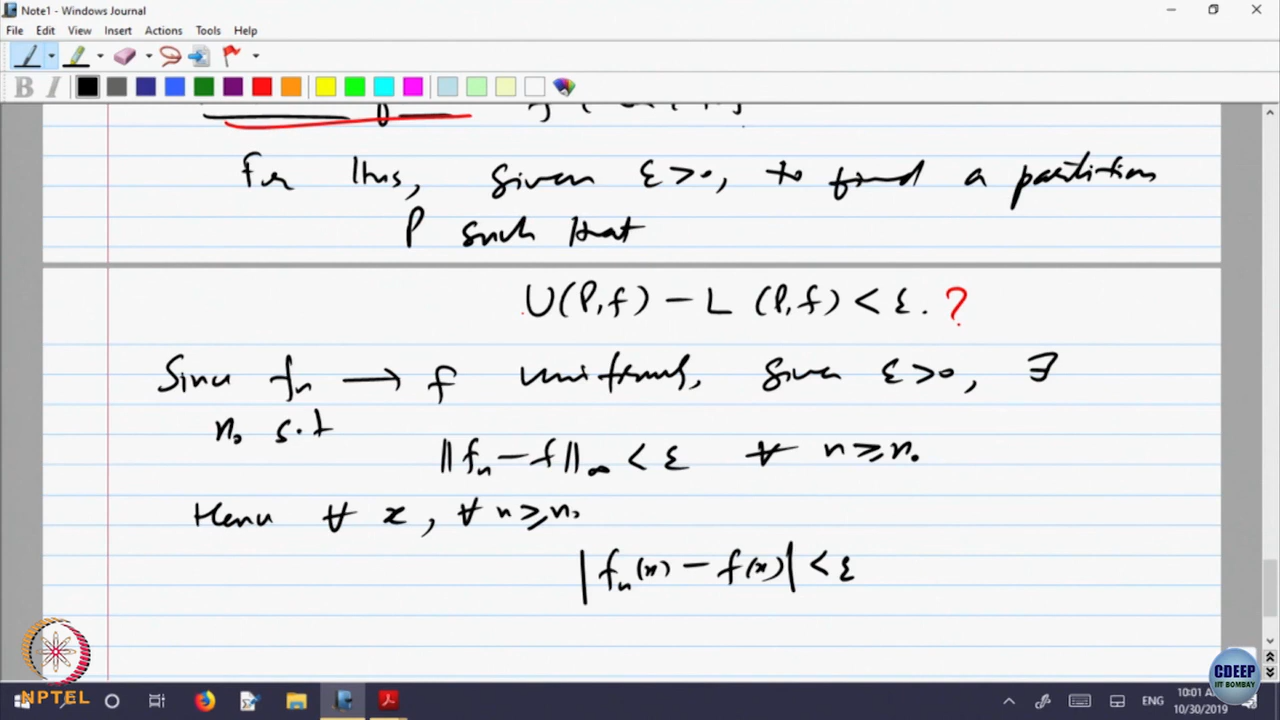 Note1 - Windows Journal
File Edit View Insert Actions Tools Help
B I
For this, given ε>0, to find a partition
P such that
U(P,f) − L (P,f) < ε. ?
Since fn → f uniformly, given ε>0, ∃
n₀ s.t
‖fn − f‖∞ < ε ∀ n ≥ n₀
Hence ∀ x, ∀ n ≥ n₀
|fn(x) − f(x)| < ε
NPTEL
CDEEP
IIT BOMBAY
ENG
10:01 A
10/30/2019